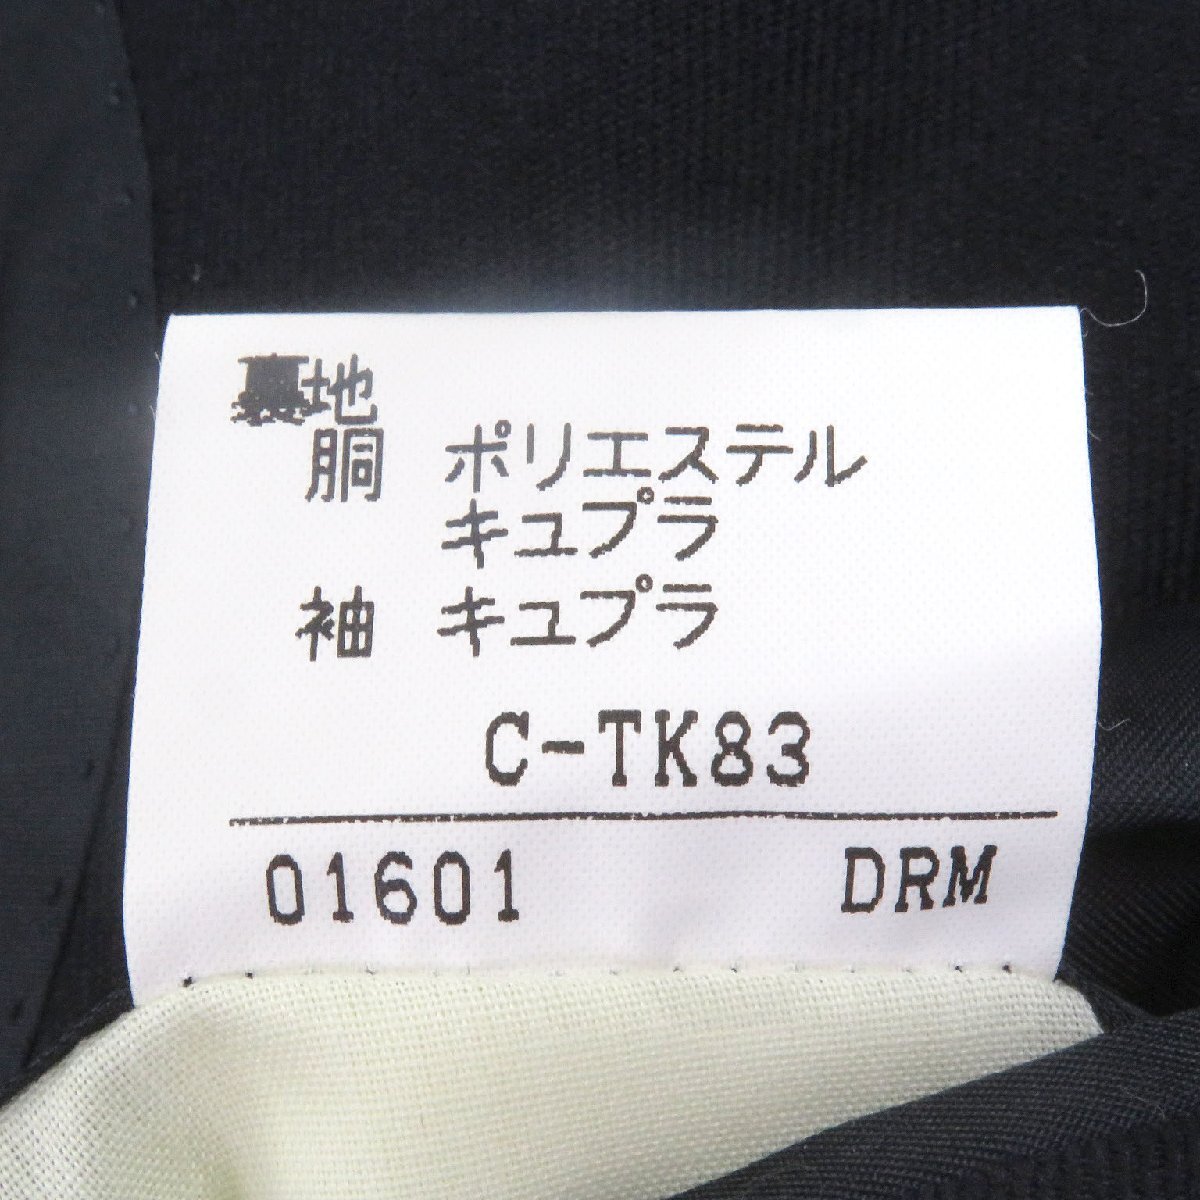 裏地
胴 ポリエステル
キュプラ
袖 キュプラ
C-TK83
01601 DRM